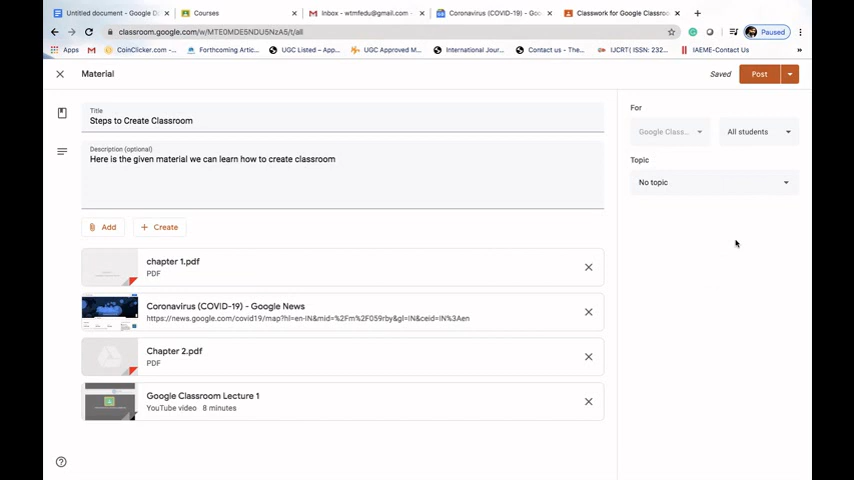 Untitled document - Google D
Courses
Inbox - wtmfedu@gmail.com -
Coronavirus (COVID-19) - Goo
Classwork for Google Classroo
classroom.google.com/w/MTE0MDE5NDU5NzA5/t/all
Paused
Apps
CoinClicker.com -...
Forthcoming Artic...
UGC Listed – App...
UGC Approved M...
International Jour...
Contact us - The...
IJCRT( ISSN: 232...
IAEME-Contact Us
Material
Saved
Post
Title
Steps to Create Classroom
Description (optional)
Here is the given material we can learn how to create classroom
For
Google Class...
All students
Topic
No topic
Add
Create
chapter 1.pdf
PDF
Coronavirus (COVID-19) - Google News
https://news.google.com/covid19/map?hl=en-IN&mid=%2Fm%2F059rby&gl=IN&ceid=IN%3Aen
Chapter 2.pdf
PDF
Google Classroom Lecture 1
YouTube video 8 minutes